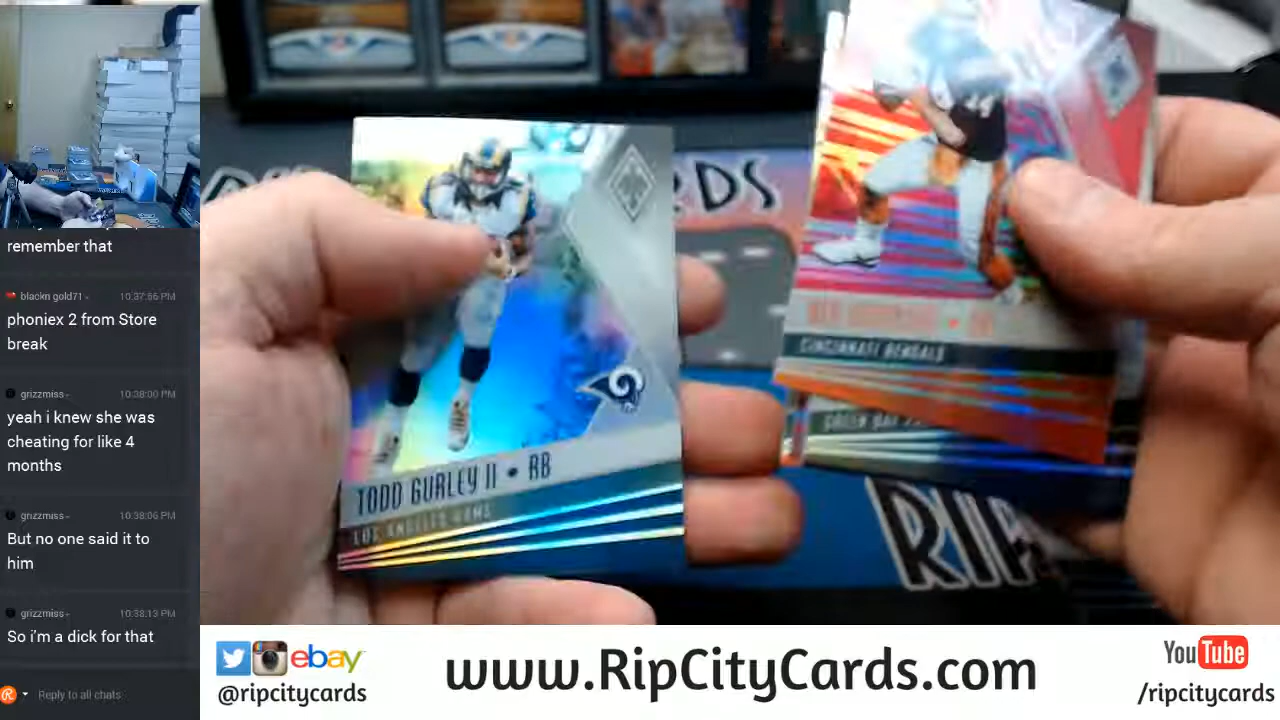 remember that
blackn gold71
10:37:56 PM
phoniex 2 from Store
break
grizzmiss
10:38:00 PM
yeah i knew she was
cheating for like 4
months
grizzmiss
10:38:06 PM
But no one said it to
him
grizzmiss
10:38:13 PM
So i'm a dick for that
Reply to all chats
TODD GURLEY II • RB
LOS ANGELES RAMS
CINCINNATI BENGALS
GREEN BAY
RIP
ebay
@ripcitycards
www.RipCityCards.com
YouTube
/ripcitycards